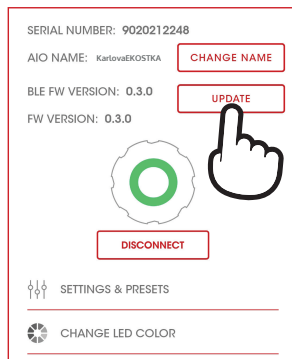 SERIAL NUMBER: 9020212248
AIO NAME: KarlovaEKOSTKA CHANGE NAME
BLE FW VERSION: 0.3.0 UPDATE
FW VERSION: 0.3.0
DISCONNECT
SETTINGS & PRESETS
CHANGE LED COLOR